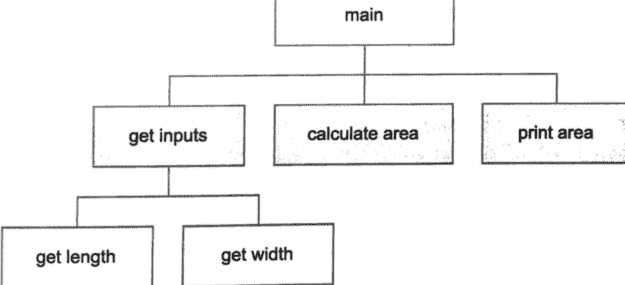 main
get inputs
calculate area
print area
get length
get width